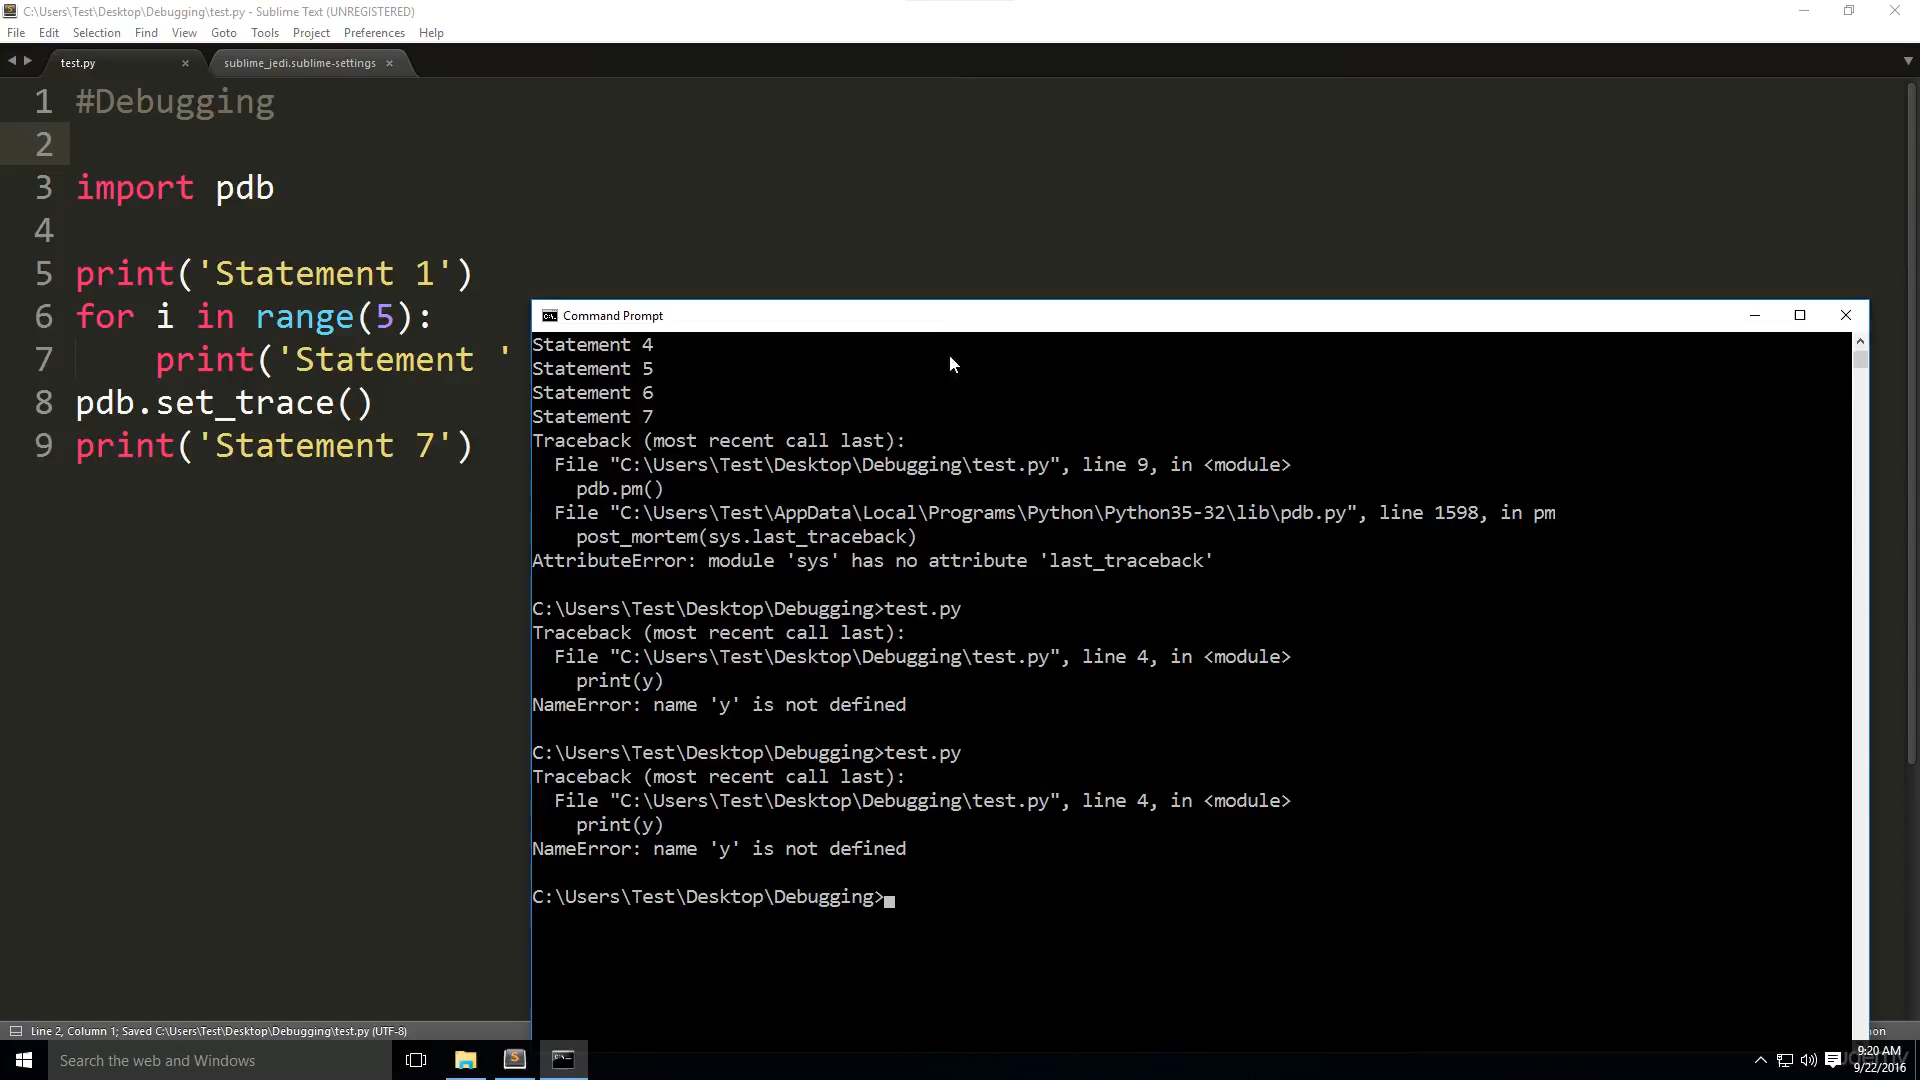 C:\Users\Test\Desktop\Debugging\test.py - Sublime Text (UNREGISTERED)
File Edit Selection Find View Goto Tools Project Preferences Help
test.py
sublime_jedi.sublime-settings
1 #Debugging
2
3 import pdb
4
5 print('Statement 1')
6 for i in range(5):
7 print('Statement '
8 pdb.set_trace()
9 print('Statement 7')
Command Prompt
Statement 4
Statement 5
Statement 6
Statement 7
Traceback (most recent call last):
File "C:\Users\Test\Desktop\Debugging\test.py", line 9, in <module>
pdb.pm()
File "C:\Users\Test\AppData\Local\Programs\Python\Python35-32\lib\pdb.py", line 1598, in pm
post_mortem(sys.last_traceback)
AttributeError: module 'sys' has no attribute 'last_traceback'
C:\Users\Test\Desktop\Debugging>test.py
Traceback (most recent call last):
File "C:\Users\Test\Desktop\Debugging\test.py", line 4, in <module>
print(y)
NameError: name 'y' is not defined
C:\Users\Test\Desktop\Debugging>test.py
Traceback (most recent call last):
File "C:\Users\Test\Desktop\Debugging\test.py", line 4, in <module>
print(y)
NameError: name 'y' is not defined
C:\Users\Test\Desktop\Debugging>
Line 2, Column 1; Saved C:\Users\Test\Desktop\Debugging\test.py (UTF-8)
Search the web and Windows
9:20 AM
9/22/2016